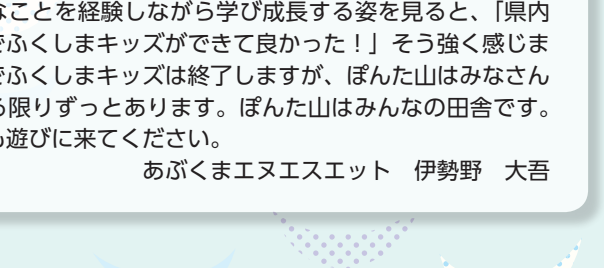 なことを経験しながら学び成長する姿を見ると、「県内
でふくしまキッズができて良かった！」そう強く感じま
でふくしまキッズは終了しますが、ぽんた山はみなさん
る限りずっとあります。ぽんた山はみんなの田舎です。
も遊びに来てください。
あぶくまエヌエスエット　伊勢野　大吾